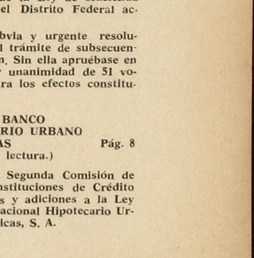 el Distrito Federal ac-
bvia y urgente resolu-
l trámite de subsecuen-
n. Sin ella apruébase en
unanimidad de 51 vo-
ra los efectos constitu-
BANCO
RIO URBANO
AS Pág. 8
lectura.)
Segunda Comisión de
nstituciones de Crédito
s y adiciones a la Ley
acional Hipotecario Ur-
icas, S. A.